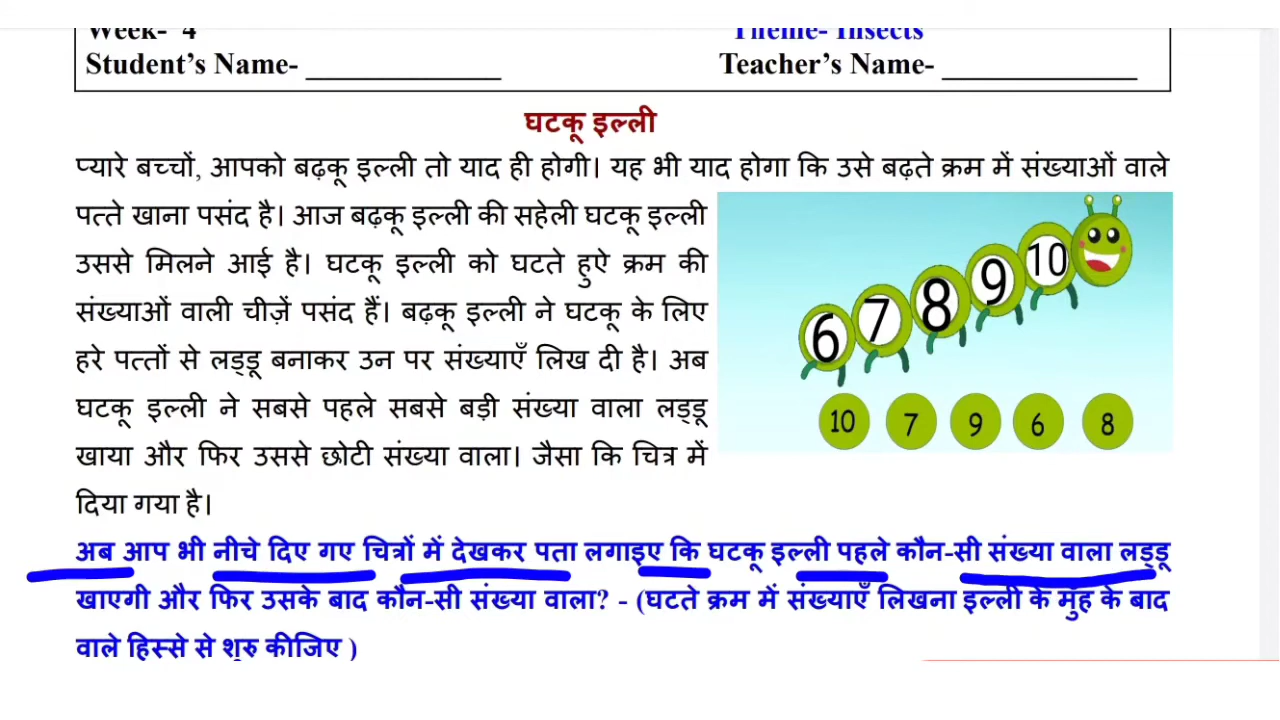 Week- 4 Theme- Insects
Student’s Name- ______________ Teacher’s Name- ______________
घटकू इल्ली
प्यारे बच्चों, आपको बढ़कू इल्ली तो याद ही होगी। यह भी याद होगा कि उसे बढ़ते क्रम में संख्याओं वाले
पत्ते खाना पसंद है। आज बढ़कू इल्ली की सहेली घटकू इल्ली
उससे मिलने आई है। घटकू इल्ली को घटते हुऐ क्रम की
संख्याओं वाली चीज़ें पसंद हैं। बढ़कू इल्ली ने घटकू के लिए
हरे पत्तों से लड्डू बनाकर उन पर संख्याएँ लिख दी है। अब
घटकू इल्ली ने सबसे पहले सबसे बड़ी संख्या वाला लड्डू
खाया और फिर उससे छोटी संख्या वाला। जैसा कि चित्र में
दिया गया है।
6 7 8 9 10
10 7 9 6 8
अब आप भी नीचे दिए गए चित्रों में देखकर पता लगाइए कि घटकू इल्ली पहले कौन-सी संख्या वाला लड्डू
खाएगी और फिर उसके बाद कौन-सी संख्या वाला? - (घटते क्रम में संख्याएँ लिखना इल्ली के मुँह के बाद
वाले हिस्से से शुरु कीजिए )